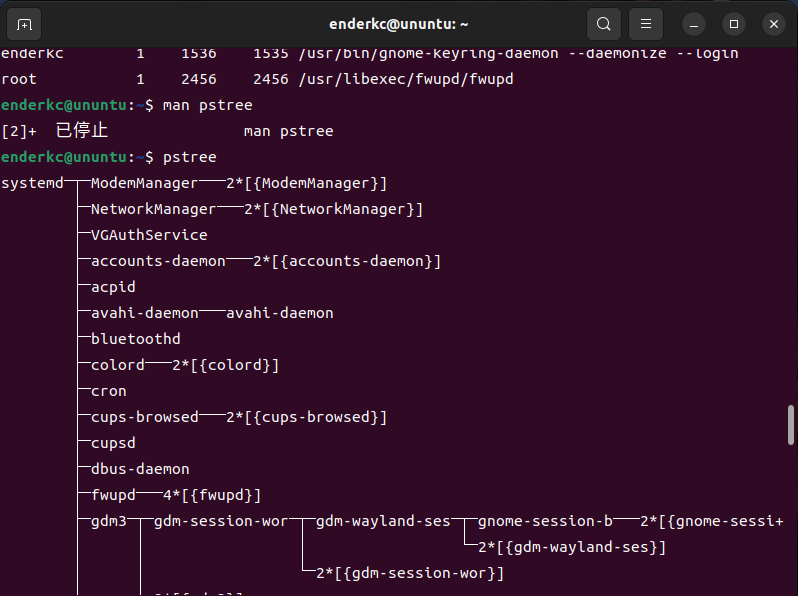 enderkc@ununtu: ~
enderkc 1 1536 1535 /usr/bin/gnome-keyring-daemon --daemonize --login
root 1 2456 2456 /usr/libexec/fwupd/fwupd
enderkc@ununtu:~$ man pstree
[2]+ 已停止 man pstree
enderkc@ununtu:~$ pstree
systemd─┬─ModemManager───2*[{ModemManager}]
├─NetworkManager───2*[{NetworkManager}]
├─VGAuthService
├─accounts-daemon───2*[{accounts-daemon}]
├─acpid
├─avahi-daemon───avahi-daemon
├─bluetoothd
├─colord───2*[{colord}]
├─cron
├─cups-browsed───2*[{cups-browsed}]
├─cupsd
├─dbus-daemon
├─fwupd───4*[{fwupd}]
├─gdm3─┬─gdm-session-wor─┬─gdm-wayland-ses─┬─gnome-session-b───2*[{gnome-sessi+
│ │ │ └─2*[{gdm-wayland-ses}]
│ │ └─2*[{gdm-session-wor}]